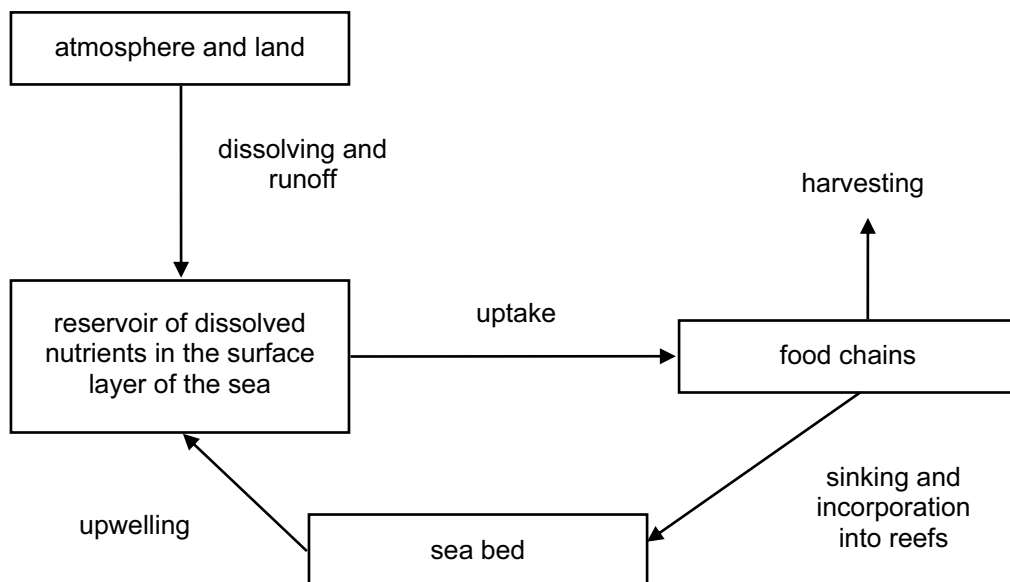 atmosphere and land
dissolving and
runoff
harvesting
reservoir of dissolved
nutrients in the surface
layer of the sea
uptake
food chains
upwelling
sea bed
sinking and
incorporation
into reefs